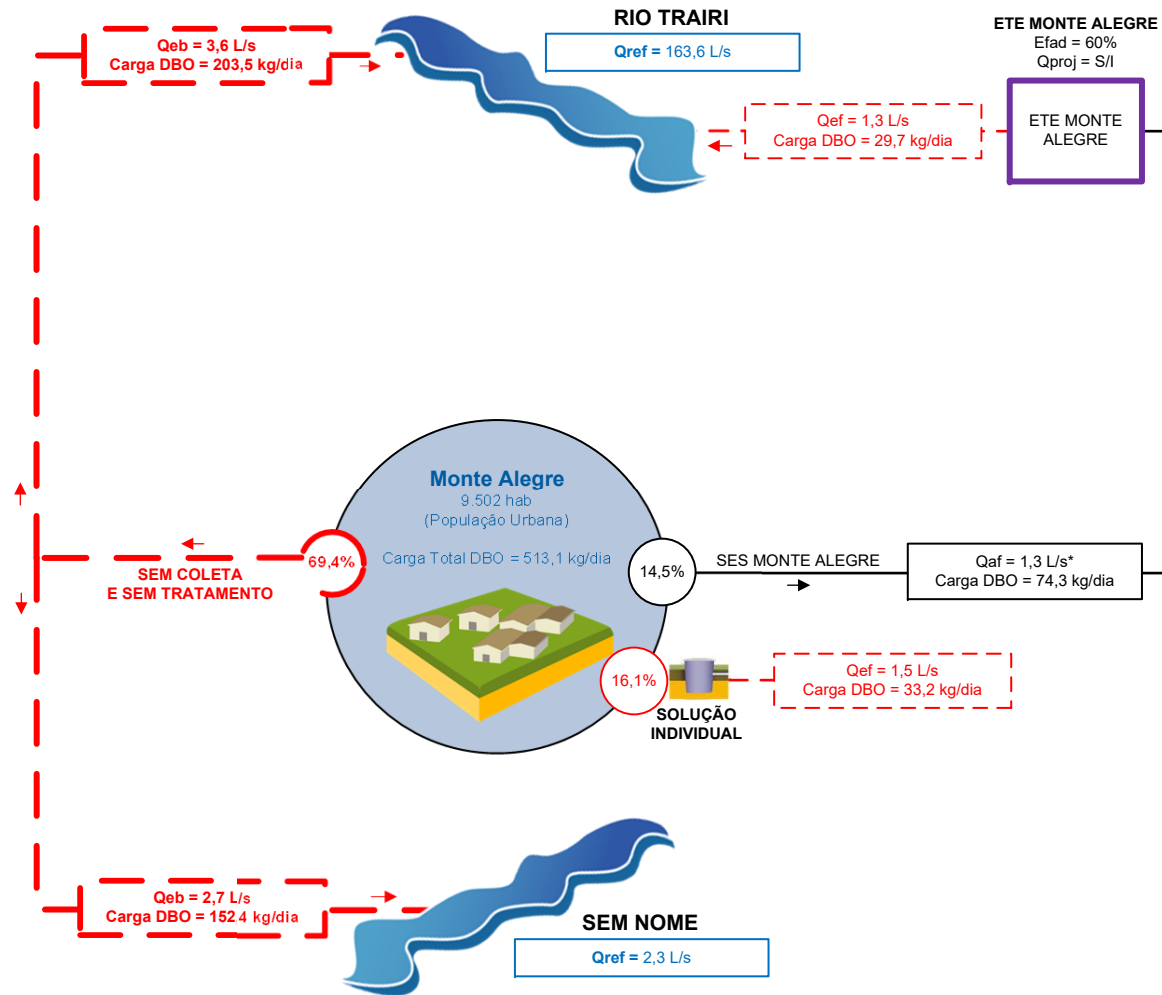 RIO TRAIRI
Qref = 163,6 L/s
Qeb = 3,6 L/s
Carga DBO = 203,5 kg/dia
ETE MONTE ALEGRE
Efad = 60%
Qproj = S/I
Qef = 1,3 L/s
Carga DBO = 29,7 kg/dia
ETE MONTE
ALEGRE
Monte Alegre
9.502 hab
(População Urbana)
Carga Total DBO = 513,1 kg/dia
69,4%
SEM COLETA
E SEM TRATAMENTO
14,5%
SES MONTE ALEGRE
Qaf = 1,3 L/s*
Carga DBO = 74,3 kg/dia
16,1%
SOLUÇÃO
INDIVIDUAL
Qef = 1,5 L/s
Carga DBO = 33,2 kg/dia
Qeb = 2,7 L/s
Carga DBO = 152,4 kg/dia
SEM NOME
Qref = 2,3 L/s